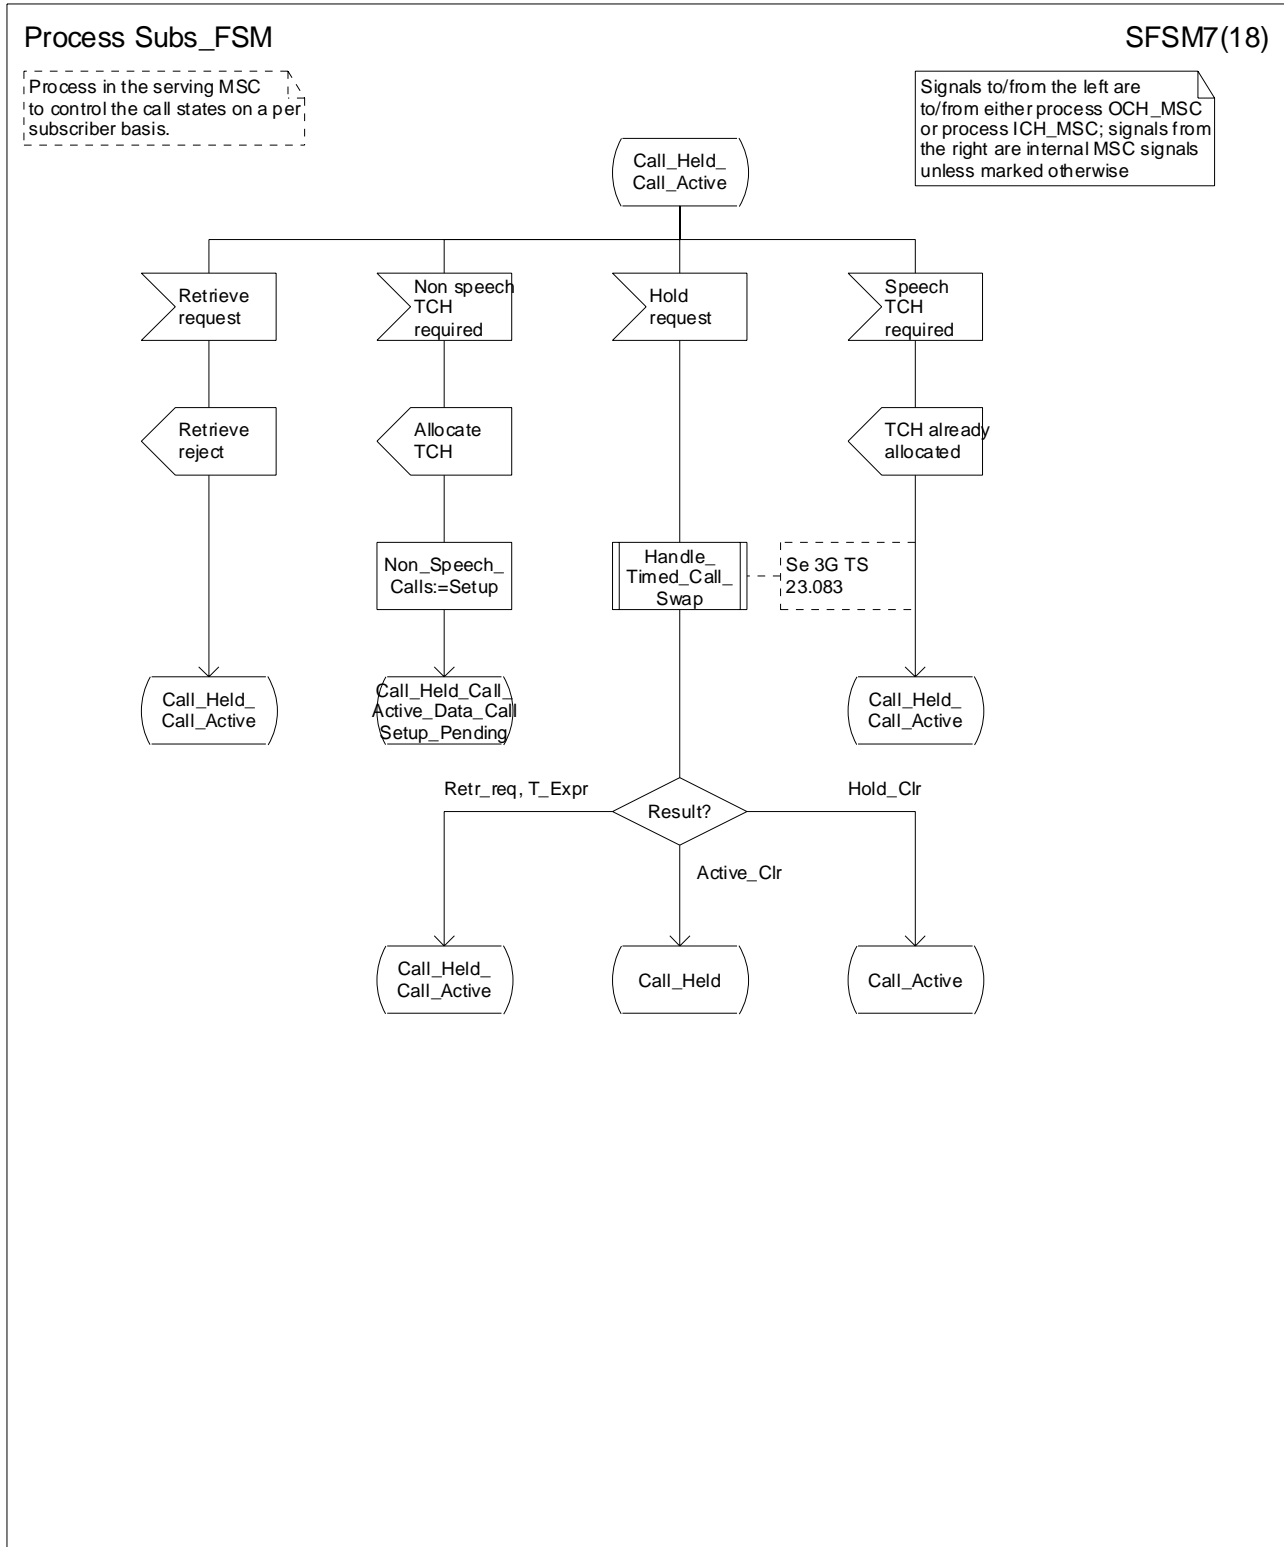 Process Subs_FSM
SFSM7(18)
Process in the serving MSC
to control the call states on a per
subscriber basis.
Signals to/from the left are
to/from either process OCH_MSC
or process ICH_MSC; signals from
the right are internal MSC signals
unless marked otherwise
Call_Held_
Call_Active
Retrieve
request
Non speech
TCH
required
Hold
request
Speech
TCH
required
Retrieve
reject
Allocate
TCH
TCH already
allocated
Non_Speech_
Calls:=Setup
Handle_
Timed_Call_
Swap
Se 3G TS
23.083
Call_Held_
Call_Active
Call_Held_Call_
Active_Data_Call
Setup_Pending
Call_Held_
Call_Active
Retr_req, T_Expr
Result?
Hold_Clr
Active_Clr
Call_Held_
Call_Active
Call_Held
Call_Active